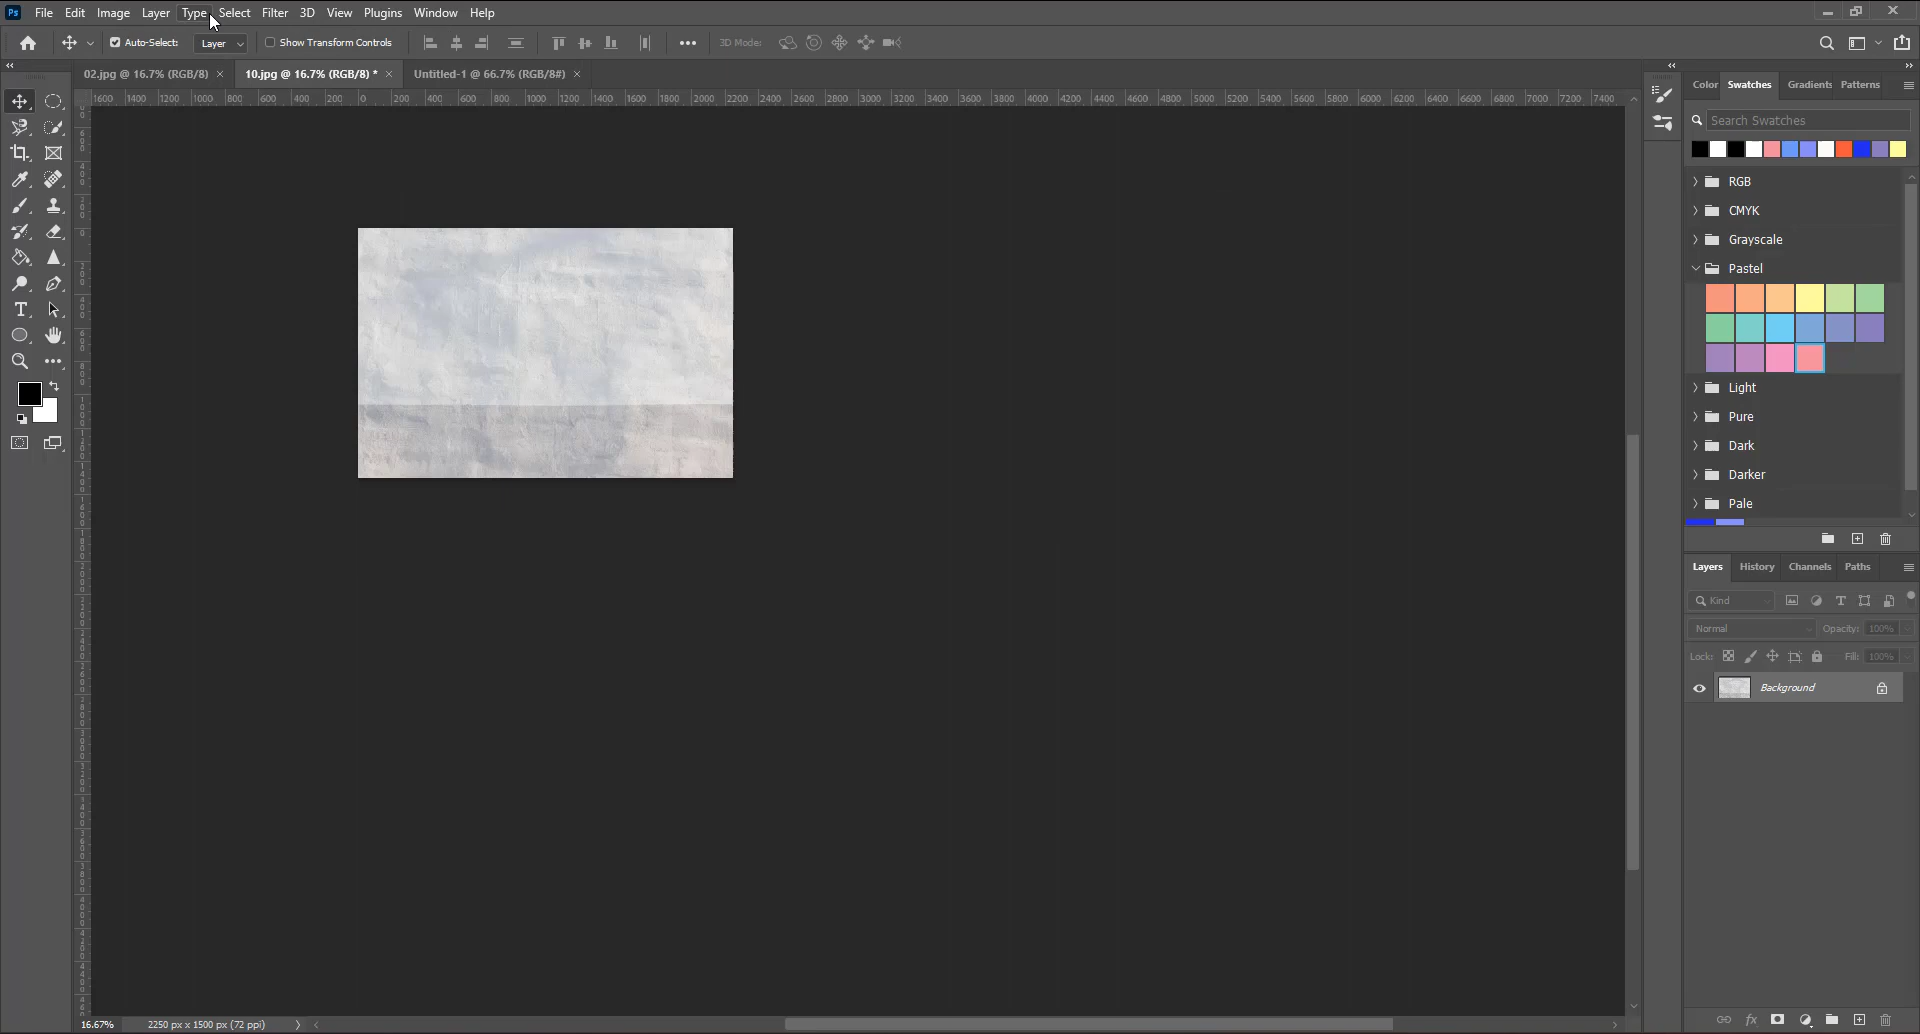 Ps File Edit Image Layer Type Select Filter 3D View Plugins Window Help
Auto-Select: Layer Show Transform Controls 3D Mode:
02.jpg @ 16.7% (RGB/8) × 10.jpg @ 16.7% (RGB/8) * × Untitled-1 @ 66.7% (RGB/8#) ×
1600 1400 1200 1000 800 600 400 200 0 200 400 600 800 1000 1200 1400 1600 1800 2000 2200 2400 2600 2800 3000 3200 3400 3600 3800 4000 4200 4400 4600 4800 5000 5200 5400 5600 5800 6000 6200 6400 6600 6800 7000 7200 7400
Color Swatches Gradients Patterns
Search Swatches
RGB
CMYK
Grayscale
Pastel
Light
Pure
Dark
Darker
Pale
Layers History Channels Paths
Kind
Normal Opacity: 100%
Lock: Fill: 100%
Background
fx
16.67% 2250 px x 1500 px (72 ppi)